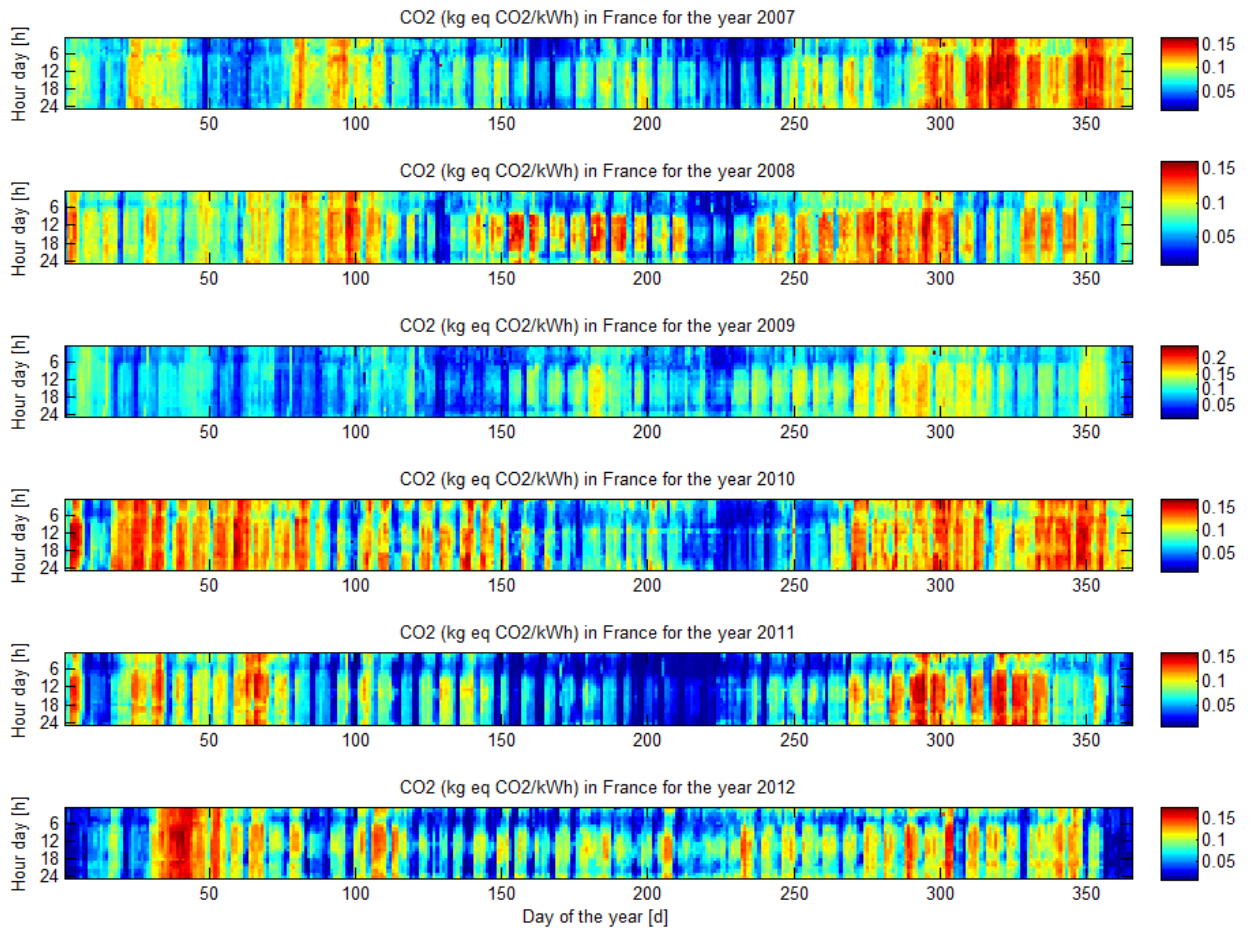 CO2 (kg eq CO2/kWh) in France for the year 2007
Hour day [h]
6
12
18
24
50 100 150 200 250 300 350
0.15
0.1
0.05
CO2 (kg eq CO2/kWh) in France for the year 2008
Hour day [h]
6
12
18
24
50 100 150 200 250 300 350
0.15
0.1
0.05
CO2 (kg eq CO2/kWh) in France for the year 2009
Hour day [h]
6
12
18
24
50 100 150 200 250 300 350
0.2
0.15
0.1
0.05
CO2 (kg eq CO2/kWh) in France for the year 2010
Hour day [h]
6
12
18
24
50 100 150 200 250 300 350
0.15
0.1
0.05
CO2 (kg eq CO2/kWh) in France for the year 2011
Hour day [h]
6
12
18
24
50 100 150 200 250 300 350
0.15
0.1
0.05
CO2 (kg eq CO2/kWh) in France for the year 2012
Hour day [h]
6
12
18
24
50 100 150 200 250 300 350
0.15
0.1
0.05
Day of the year [d]